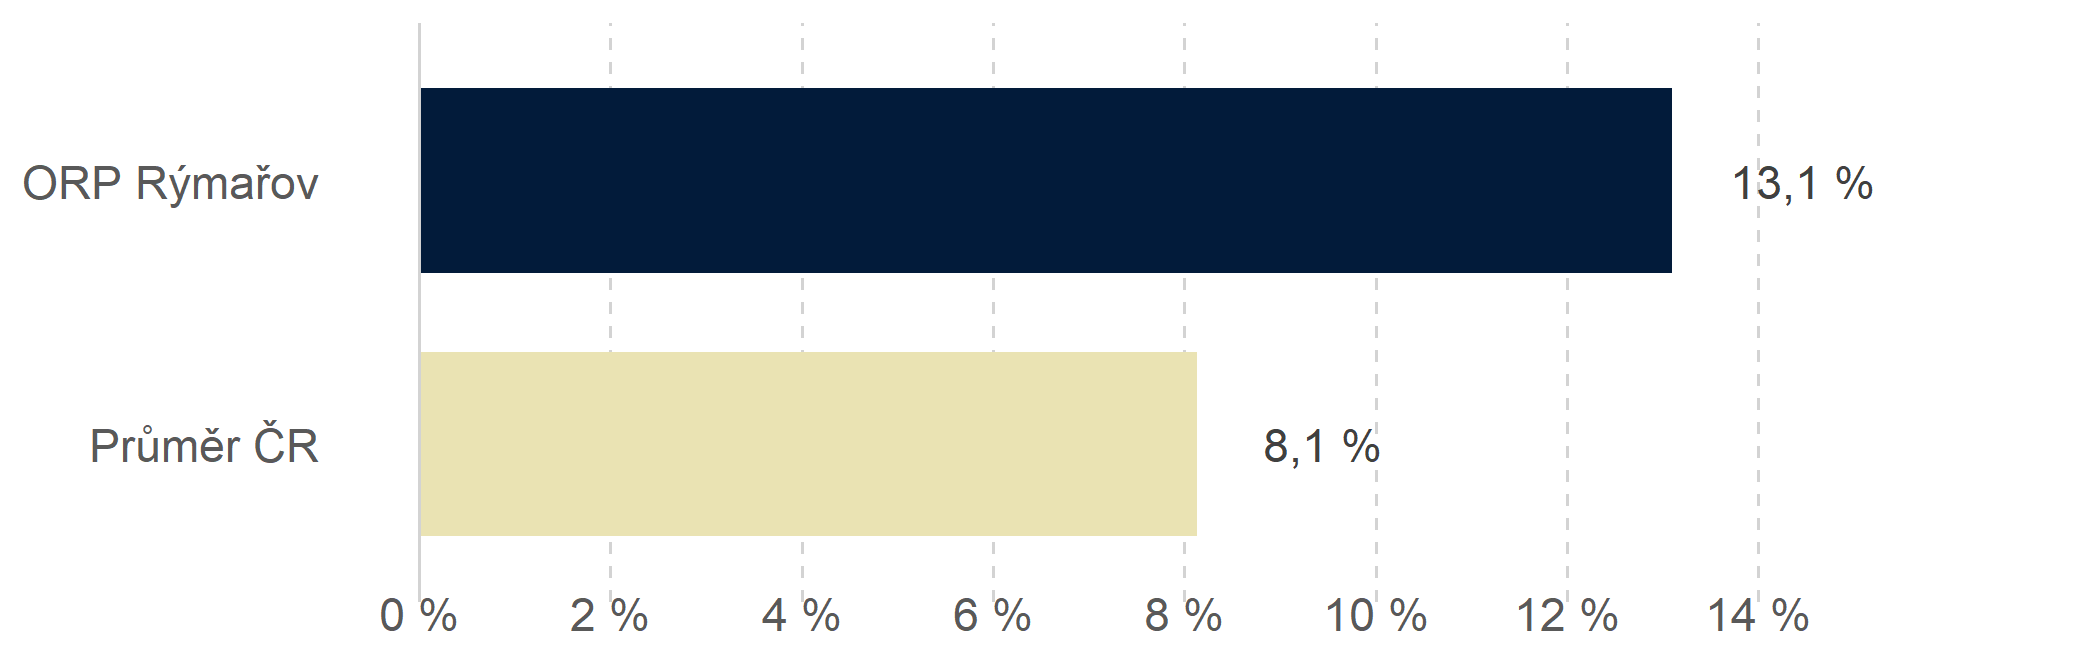 ORP Rýmařov
13,1 %
Průměr ČR
8,1 %
0 % 2 % 4 % 6 % 8 % 10 % 12 % 14 %